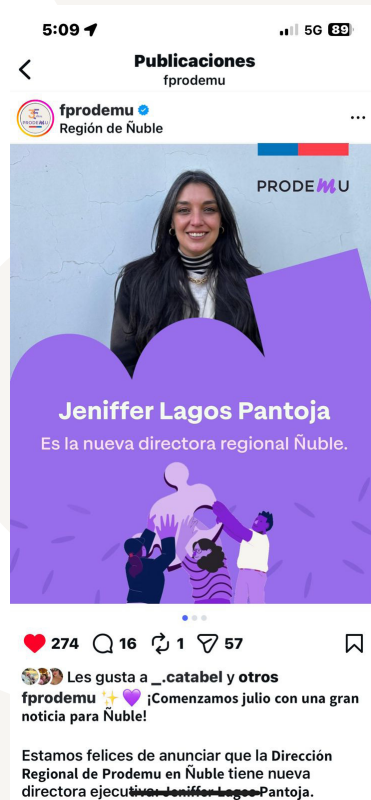 5:09 5G 89
Publicaciones
fprodemu
fprodemu
Región de Ñuble
PRODEMU
PRODEMU
Jeniffer Lagos Pantoja
Es la nueva directora regional Ñuble.
274 16 1 57
Les gusta a _.catabel y otros
fprodemu ✨ 💜 ¡Comenzamos julio con una gran
noticia para Ñuble!
Estamos felices de anunciar que la Dirección
Regional de Prodemu en Ñuble tiene nueva
directora ejecutiva: Jeniffer Lagos Pantoja.